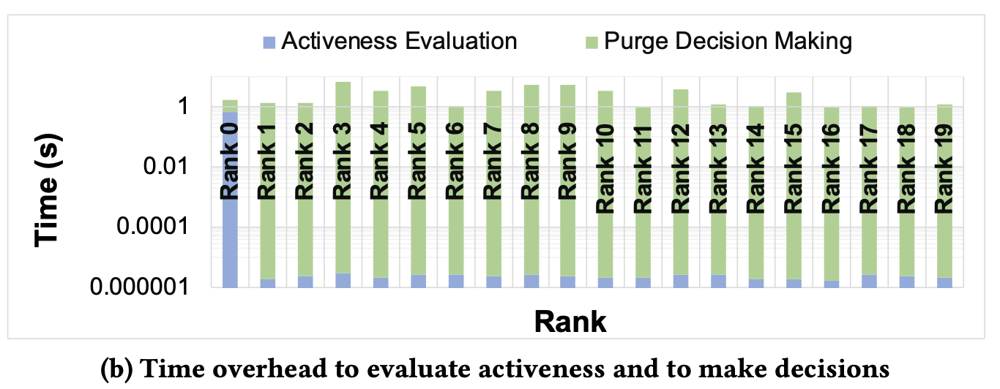 Activeness Evaluation Purge Decision Making
1
0.01
0.0001
0.000001
Time (s)
Rank 0
Rank 1
Rank 2
Rank 3
Rank 4
Rank 5
Rank 6
Rank 7
Rank 8
Rank 9
Rank 10
Rank 11
Rank 12
Rank 13
Rank 14
Rank 15
Rank 16
Rank 17
Rank 18
Rank 19
Rank
(b) Time overhead to evaluate activeness and to make decisions